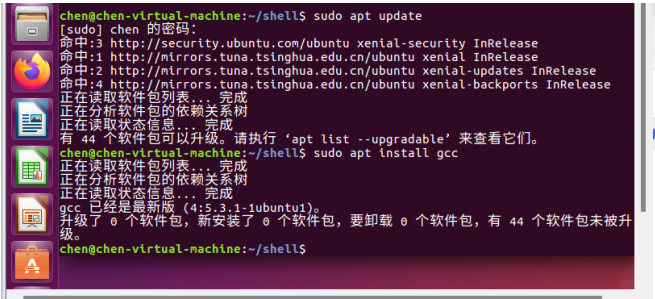 chen@chen-virtual-machine:~/shell$ sudo apt update
[sudo] chen 的密码：
命中:3 http://security.ubuntu.com/ubuntu xenial-security InRelease
命中:1 http://mirrors.tuna.tsinghua.edu.cn/ubuntu xenial InRelease
命中:2 http://mirrors.tuna.tsinghua.edu.cn/ubuntu xenial-updates InRelease
命中:4 http://mirrors.tuna.tsinghua.edu.cn/ubuntu xenial-backports InRelease
正在读取软件包列表... 完成
正在分析软件包的依赖关系树
正在读取状态信息... 完成
有 44 个软件包可以升级。请执行 ‘apt list --upgradable’ 来查看它们。
chen@chen-virtual-machine:~/shell$ sudo apt install gcc
正在读取软件包列表... 完成
正在分析软件包的依赖关系树
正在读取状态信息... 完成
gcc 已经是最新版 (4:5.3.1-1ubuntu1)。
升级了 0 个软件包，新安装了 0 个软件包，要卸载 0 个软件包，有 44 个软件包未被升
级。
chen@chen-virtual-machine:~/shell$